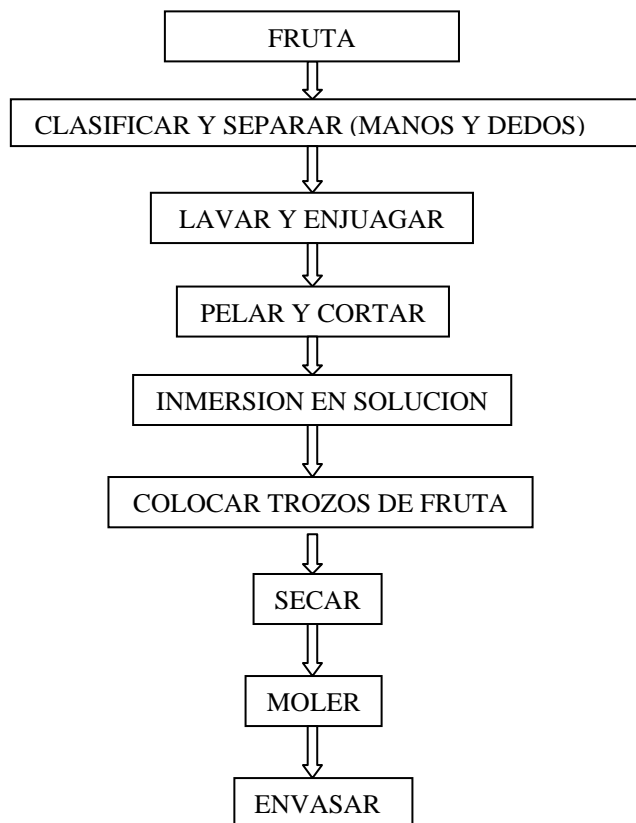 FRUTA
CLASIFICAR Y SEPARAR (MANOS Y DEDOS)
LAVAR Y ENJUAGAR
PELAR Y CORTAR
INMERSION EN SOLUCION
COLOCAR TROZOS DE FRUTA
SECAR
MOLER
ENVASAR